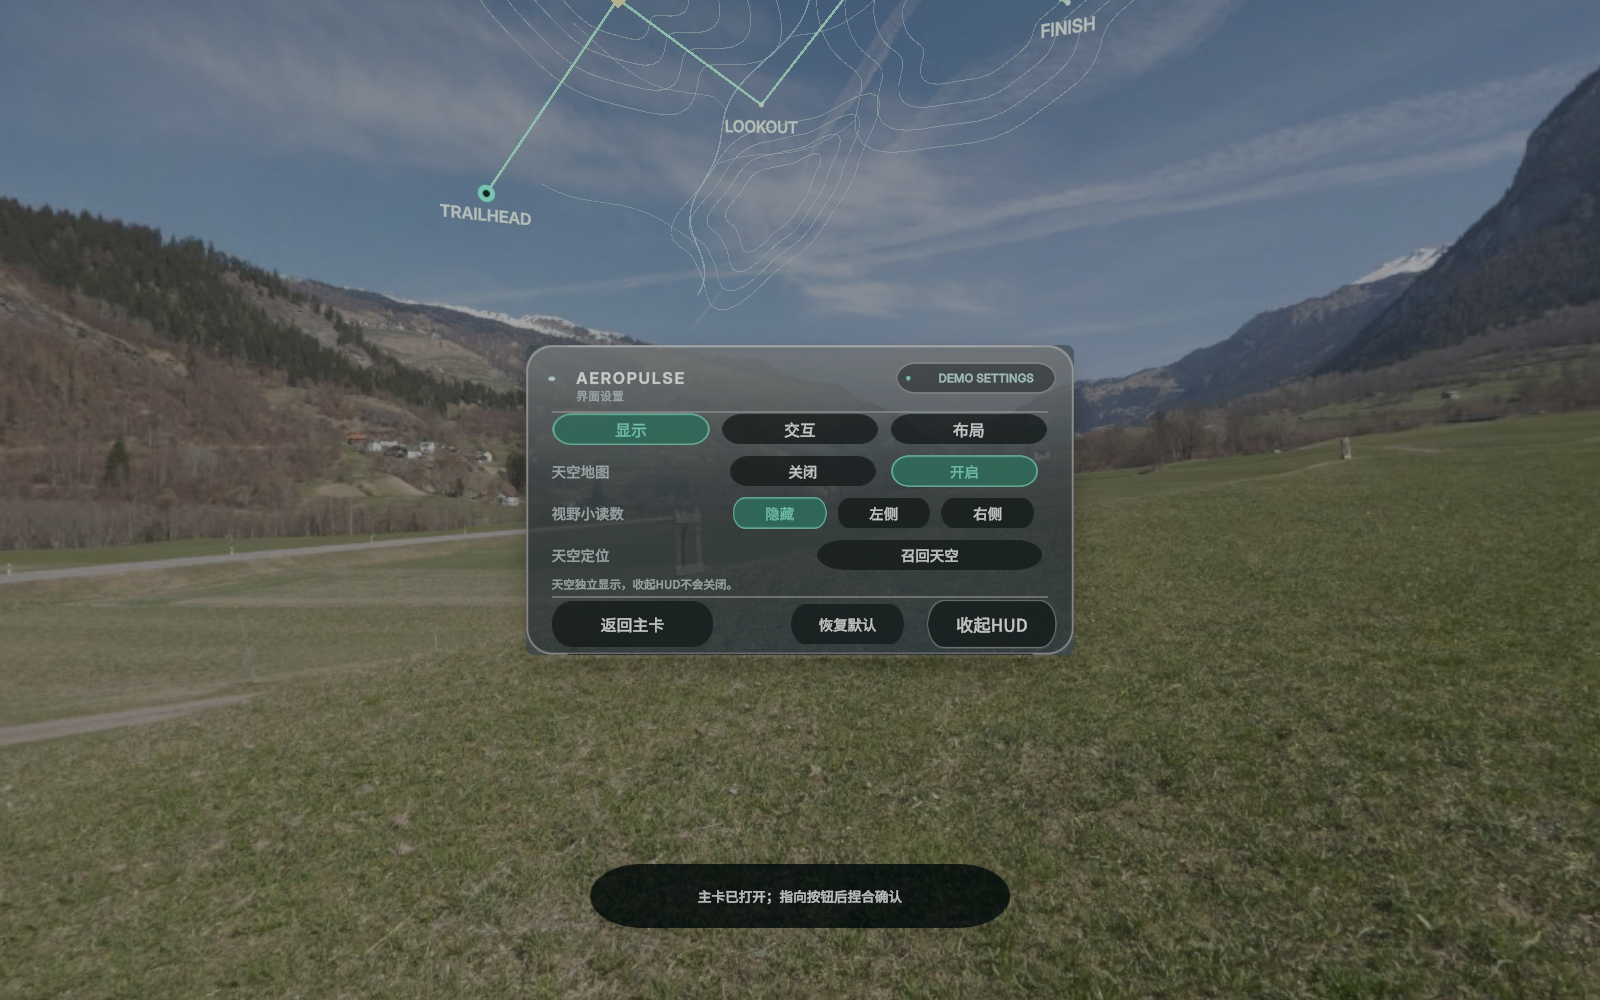 FINISH
LOOKOUT
TRAILHEAD
AEROPULSE
DEMO SETTINGS
界面设置
显示 交互 布局
天空地图 关闭 开启
视野小读数 隐藏 左侧 右侧
天空定位 召回天空
天空独立显示，收起HUD不会关闭。
返回主卡 恢复默认 收起HUD
主卡已打开；指向按钮后捏合确认